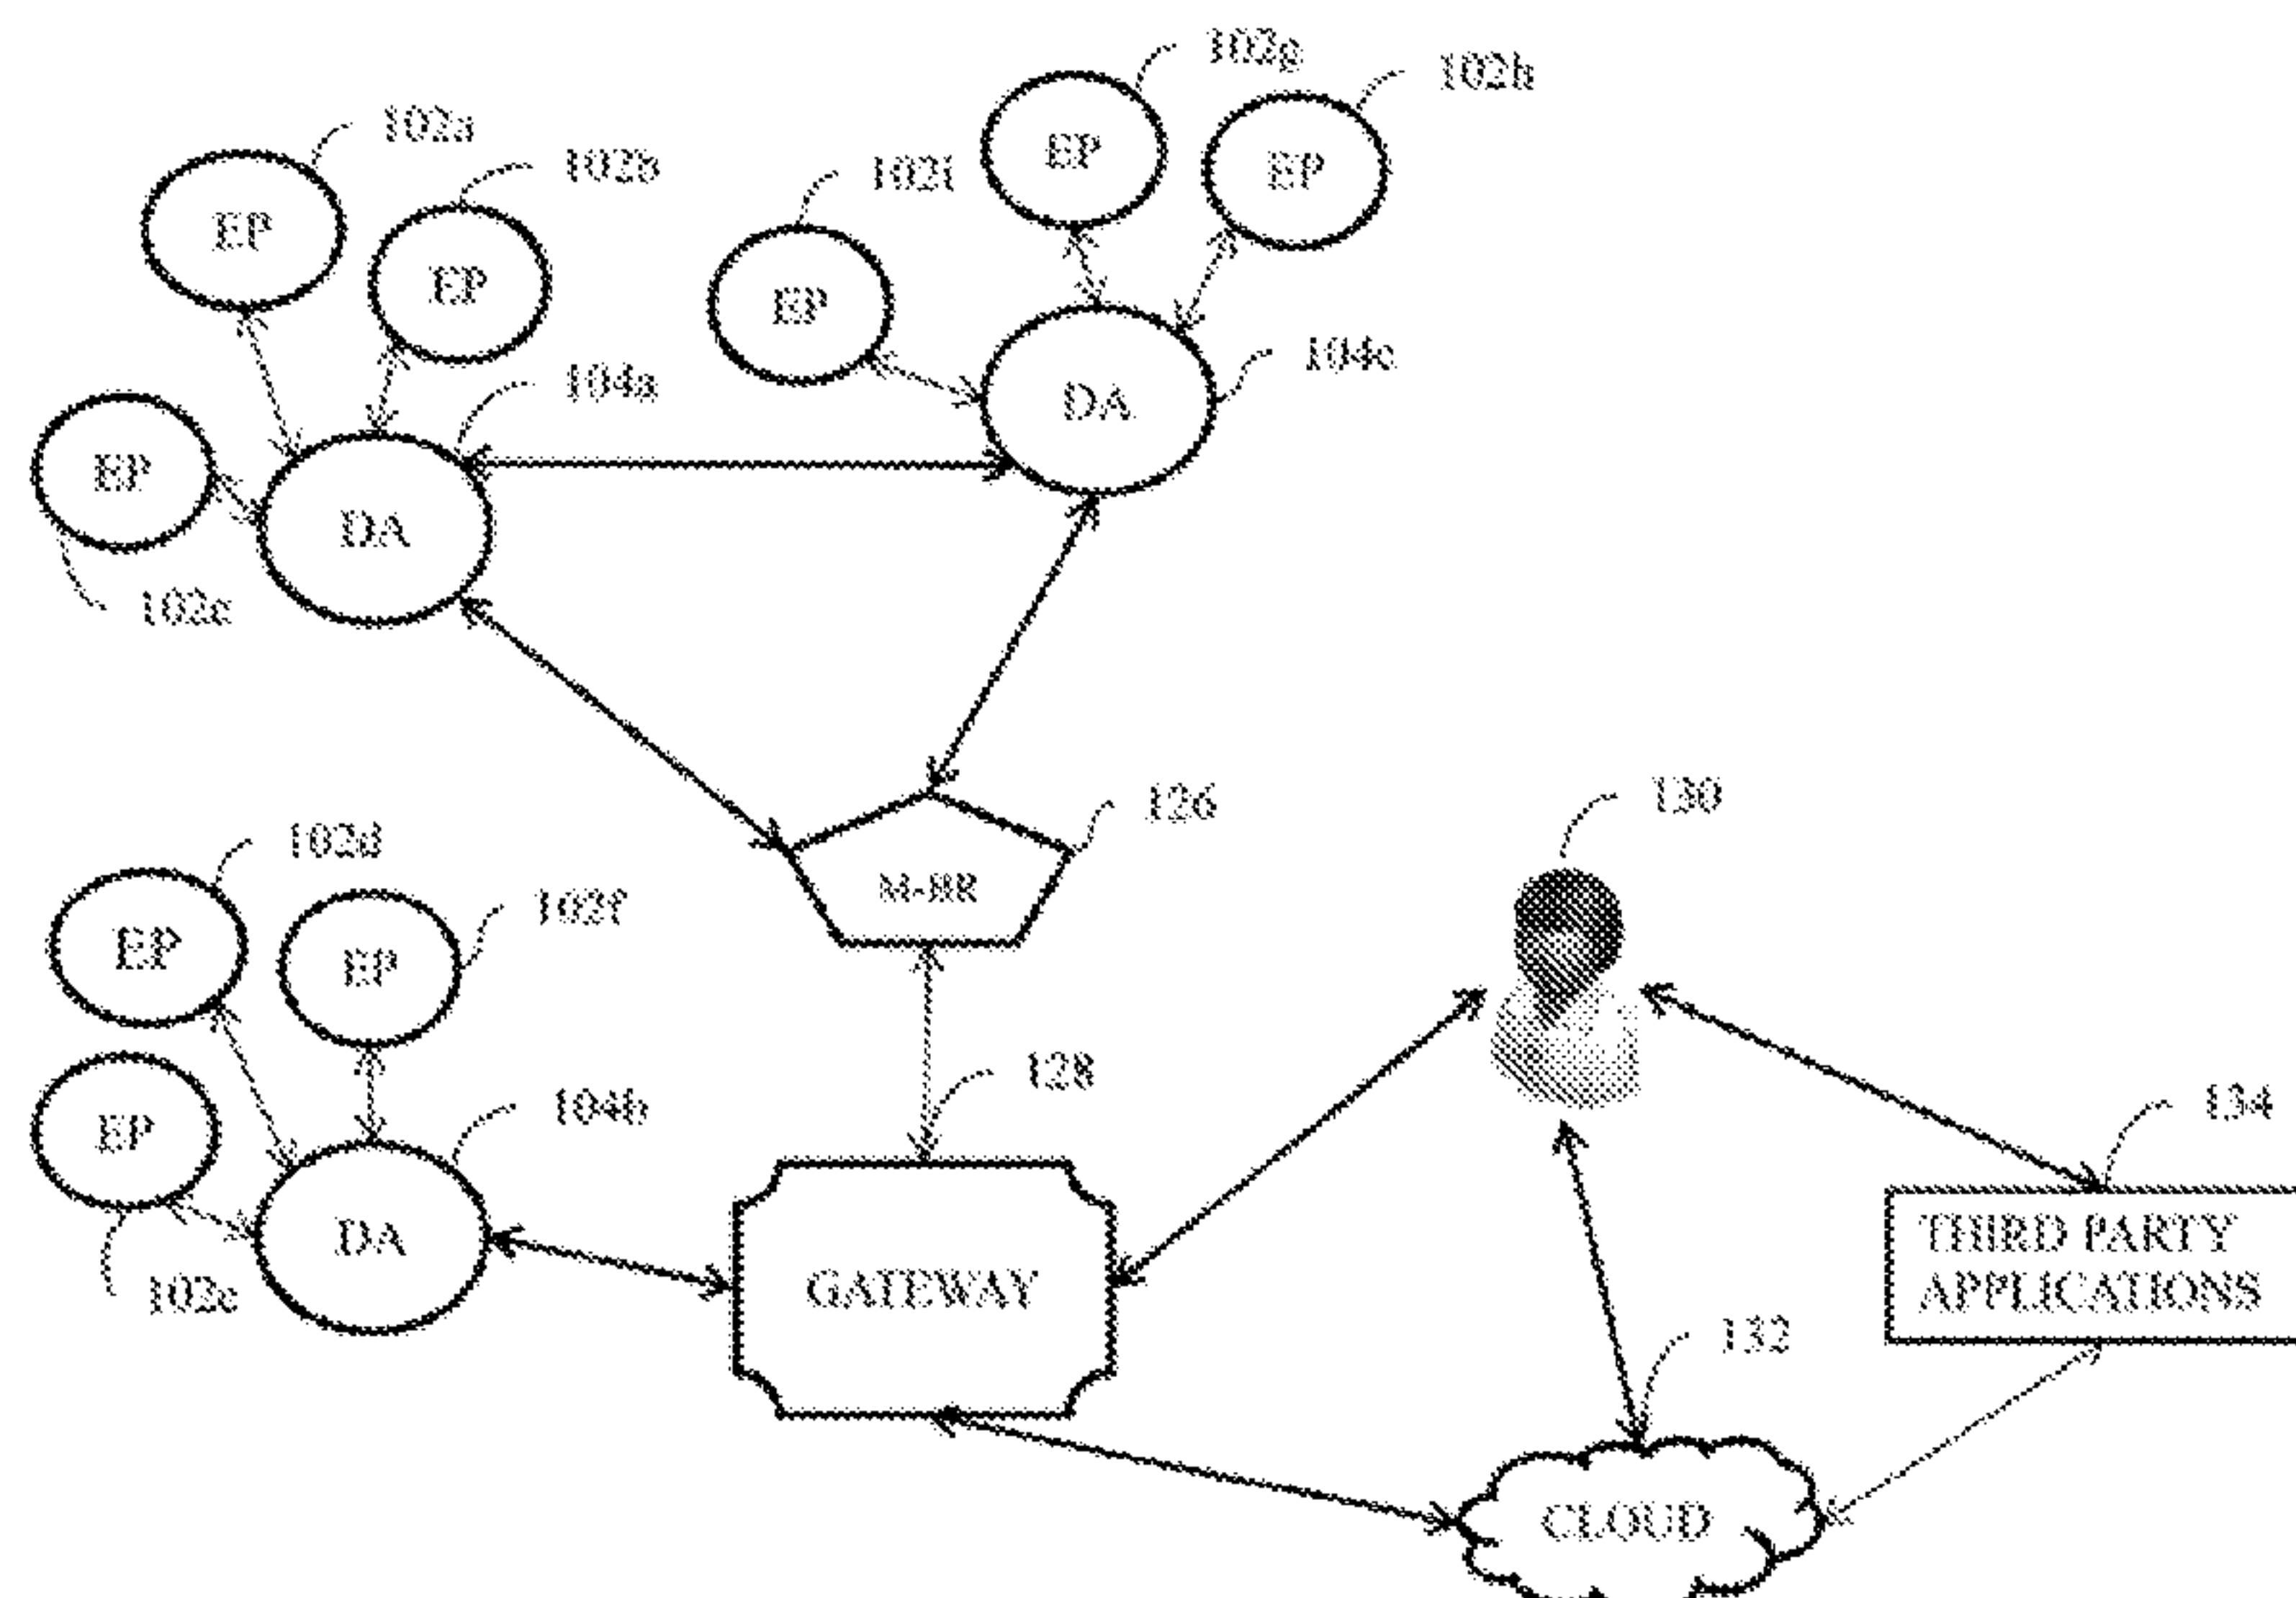 102g
102h
102a
102b
102i
EP
EP
EP
EP
EP
104a
104c
DA
EP
DA
102c
126
130
102d
M-BR
102f
EP
EP
128
104b
134
EP
DA
THIRD PARTY
APPLICATIONS
102e
GATEWAY
132
CLOUD